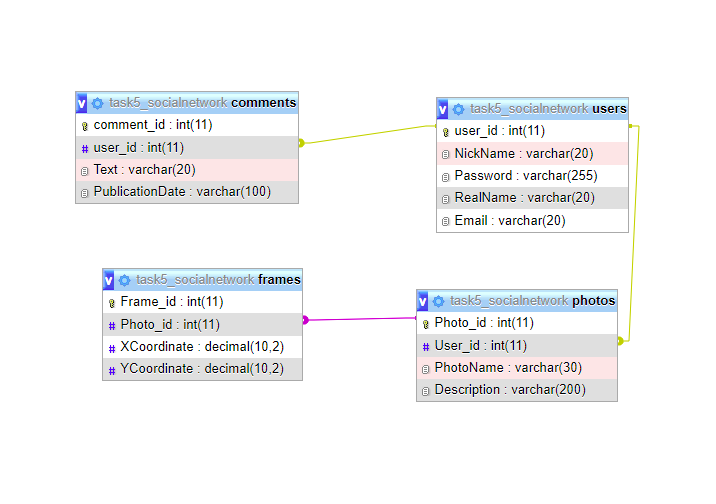 v task5_socialnetwork comments
comment_id : int(11)
# user_id : int(11)
Text : varchar(20)
PublicationDate : varchar(100)
v task5_socialnetwork users
user_id : int(11)
NickName : varchar(20)
Password : varchar(255)
RealName : varchar(20)
Email : varchar(20)
v task5_socialnetwork frames
Frame_id : int(11)
# Photo_id : int(11)
# XCoordinate : decimal(10,2)
# YCoordinate : decimal(10,2)
v task5_socialnetwork photos
Photo_id : int(11)
# User_id : int(11)
PhotoName : varchar(30)
Description : varchar(200)